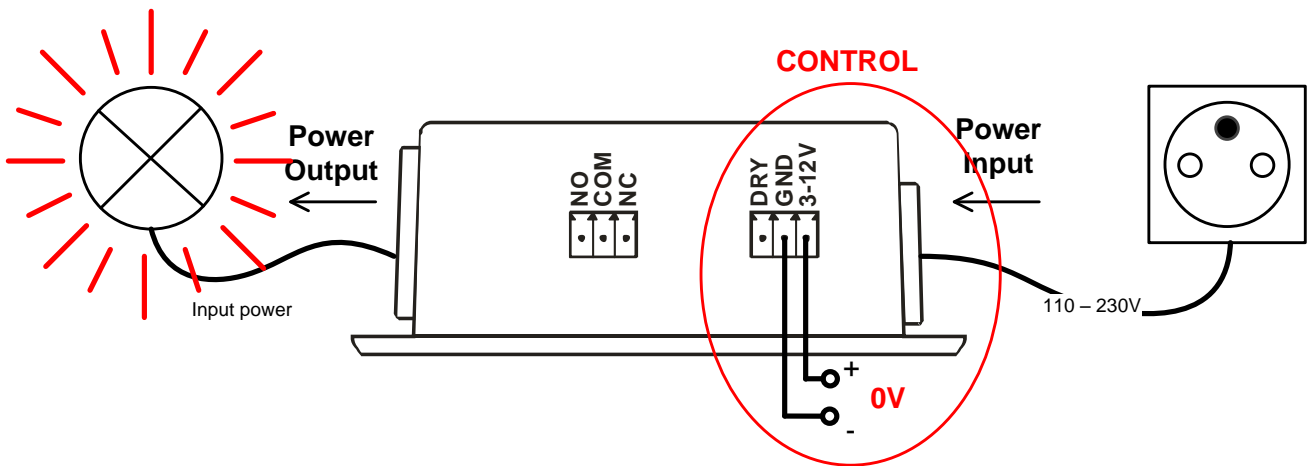 CONTROL
Power
Output
NO
COM
NC
DRY
GND
3-12V
Power
Input
Input power
110 – 230V
+
0V
-